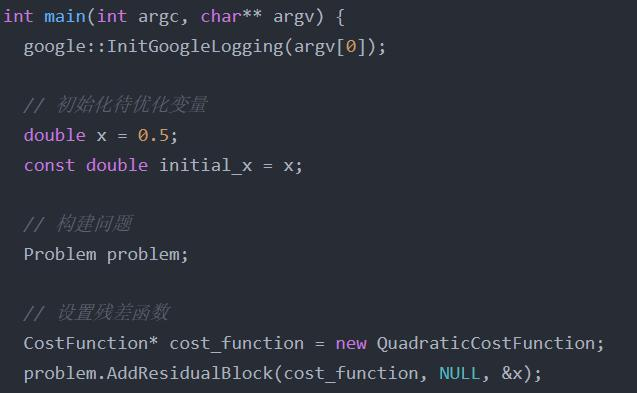 int main(int argc, char** argv) {
google::InitGoogleLogging(argv[0]);
// 初始化待优化变量
double x = 0.5;
const double initial_x = x;
// 构建问题
Problem problem;
// 设置残差函数
CostFunction* cost_function = new QuadraticCostFunction;
problem.AddResidualBlock(cost_function, NULL, &x);